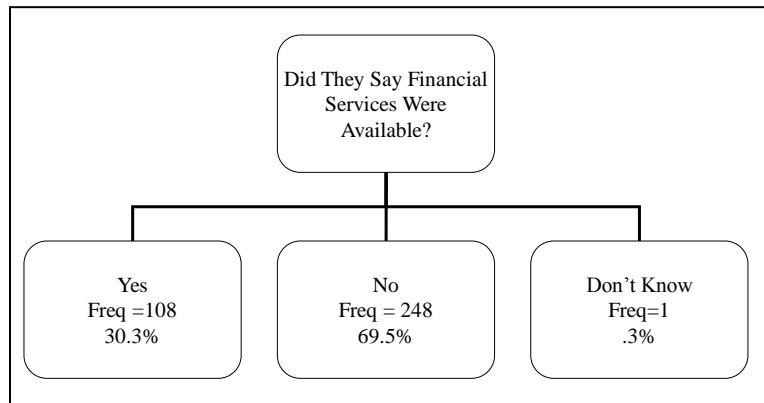 Did They Say Financial
Services Were
Available?
Yes
Freq =108
30.3%
No
Freq = 248
69.5%
Don’t Know
Freq=1
.3%